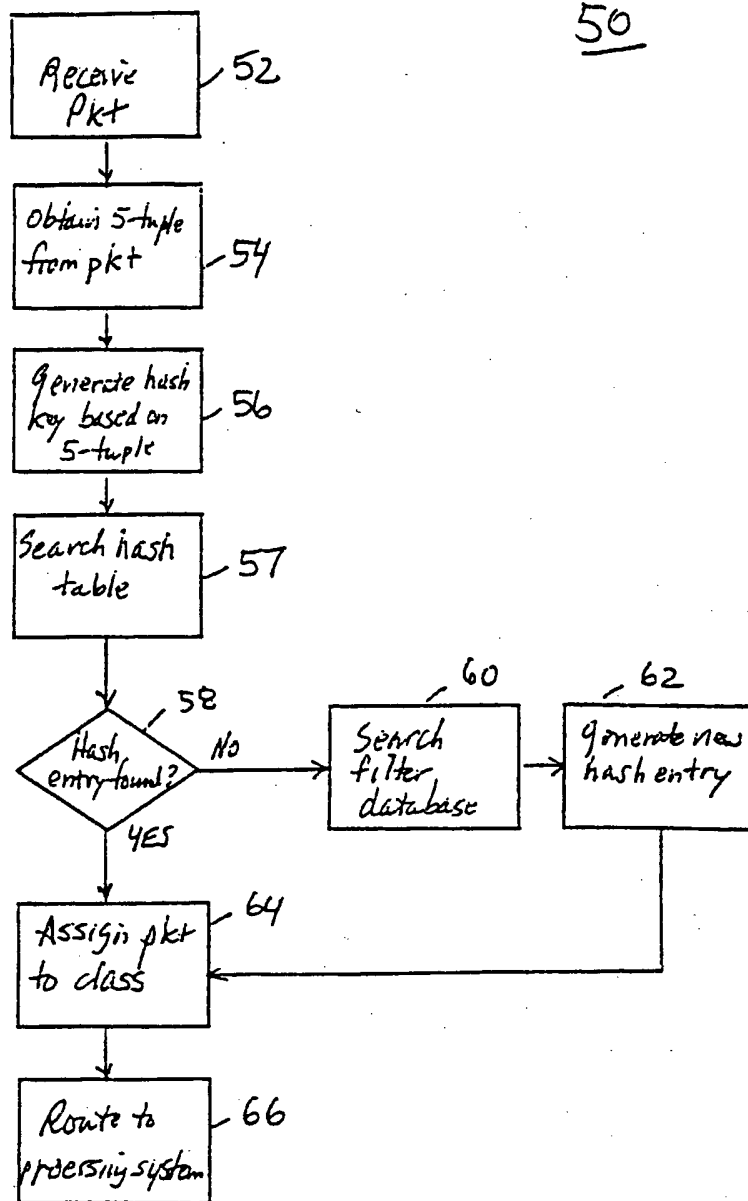 50
Receive
Pkt
52
Obtain 5-tuple
from pkt
54
Generate hash
key based on
5-tuple
56
Search hash
table
57
58
Hash
entry found?
NO
YES
60
Search
filter
database
62
generate new
hash entry
64
Assign pkt
to class
Route to
processing system
66